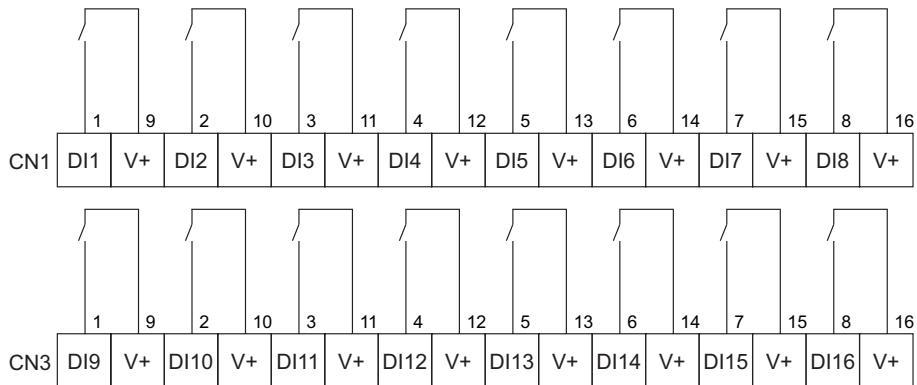 1 9 2 10 3 11 4 12 5 13 6 14 7 15 8 16
CN1 DI1 V+ DI2 V+ DI3 V+ DI4 V+ DI5 V+ DI6 V+ DI7 V+ DI8 V+
1 9 2 10 3 11 4 12 5 13 6 14 7 15 8 16
CN3 DI9 V+ DI10 V+ DI11 V+ DI12 V+ DI13 V+ DI14 V+ DI15 V+ DI16 V+